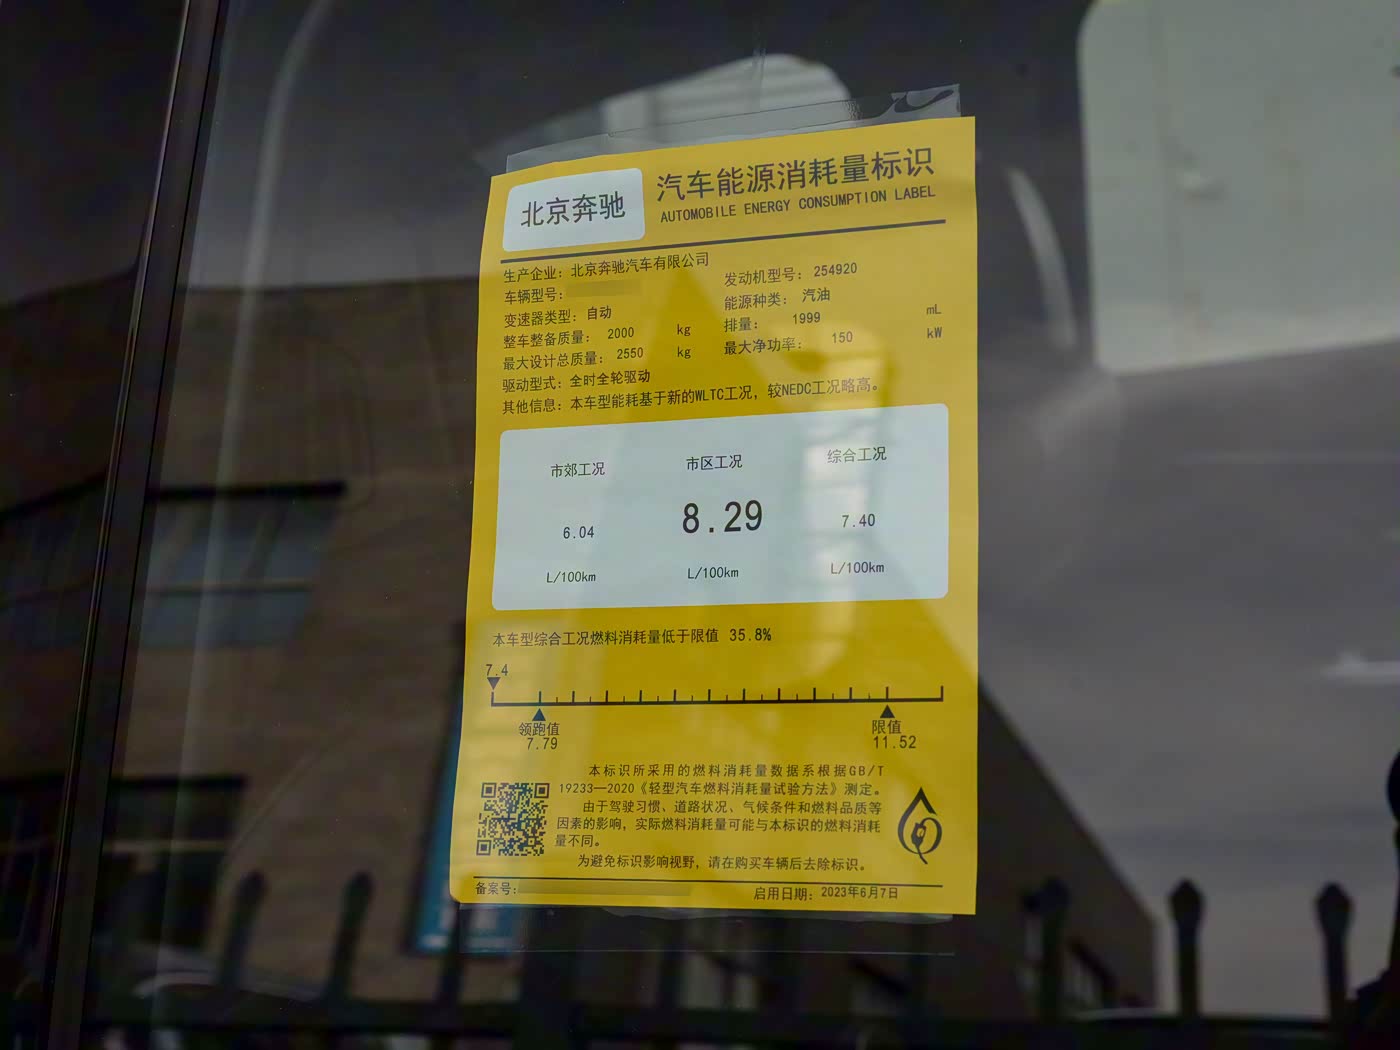 北京奔驰
汽车能源消耗量标识
AUTOMOBILE ENERGY CONSUMPTION LABEL
生产企业: 北京奔驰汽车有限公司
车辆型号:
变速器类型: 自动
整车整备质量: 2000 kg
最大设计总质量: 2550 kg
驱动型式: 全时全轮驱动
其他信息: 本车型能耗基于新的WLTC工况, 较NEDC工况略高。
发动机型号: 254920
能源种类: 汽油
排量: 1999 mL
最大净功率: 150 kW
市郊工况 市区工况 综合工况
6.04 8.29 7.40
L/100km L/100km L/100km
本车型综合工况燃料消耗量低于限值 35.8%
7.4
领跑值 限值
7.79 11.52
本标识所采用的燃料消耗量数据系根据GB/T
19233—2020《轻型汽车燃料消耗量试验方法》测定。
由于驾驶习惯、道路状况、气候条件和燃料品质等
因素的影响, 实际燃料消耗量可能与本标识的燃料消耗
量不同。
为避免标识影响视野, 请在购买车辆后去除标识。
备案号: 启用日期: 2023年6月7日